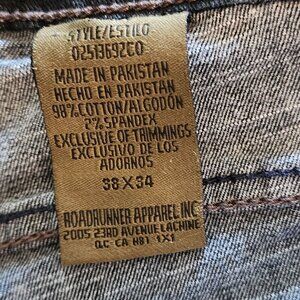 STYLE/ESTILO
0251369ZCO
MADE IN PAKISTAN
HECHO EN PAKISTAN
98% COTTON/ALGODON
2% SPANDEX
EXCLUSIVE OF TRIMMINGS
EXCLUSIVO DE LOS
ADORNOS
38 X 34
ROADRUNNER APPAREL INC
2005 23RD AVENUE LACHINE
QC-CA H8T 1X1